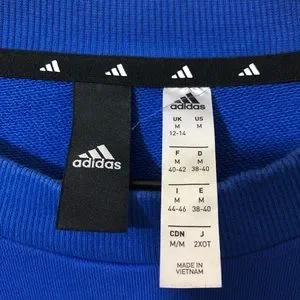 adidas
adidas
UK US
M M
12-14
F D
M M
40-42 38-40
I E
M M
44-46 38-40
CDN J
M/M 2XOT
MADE IN
VIETNAM